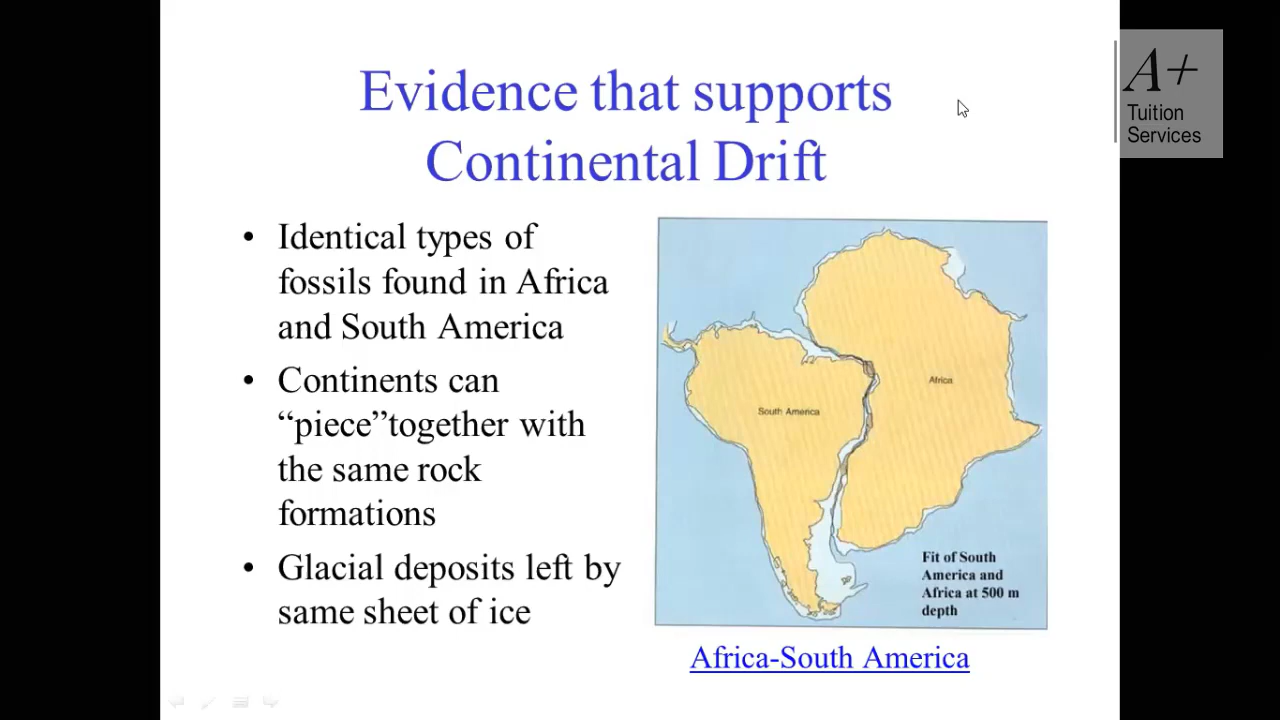 Evidence that supports
Continental Drift
• Identical types of
fossils found in Africa
and South America
• Continents can
“piece”together with
the same rock
formations
• Glacial deposits left by
same sheet of ice
South America
Africa
Fit of South
America and
Africa at 500 m
depth
Africa-South America
A+
Tuition
Services